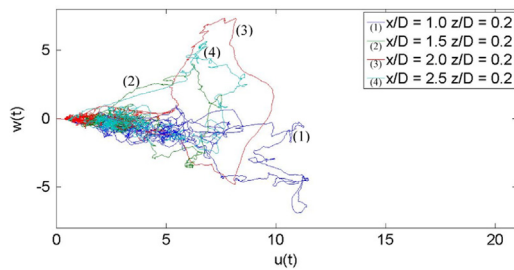 (1) x/D = 1.0 z/D = 0.2
(2) x/D = 1.5 z/D = 0.2
(3) x/D = 2.0 z/D = 0.2
(4) x/D = 2.5 z/D = 0.2
(3)
(4)
(2)
(1)
5
0
-5
w(t)
0 5 10 15 20
u(t)